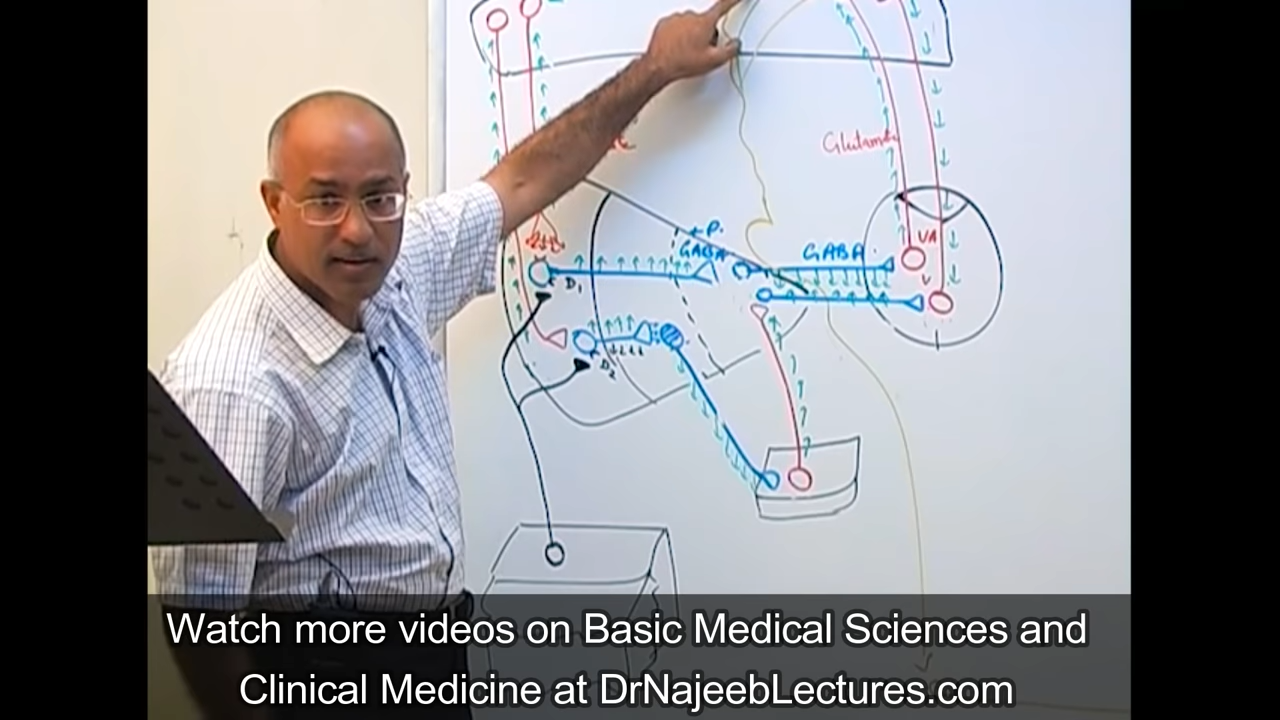 Glutamate
P.
GABA
GABA
VA
V
D1
D2
Watch more videos on Basic Medical Sciences and
Clinical Medicine at DrNajeebLectures.com